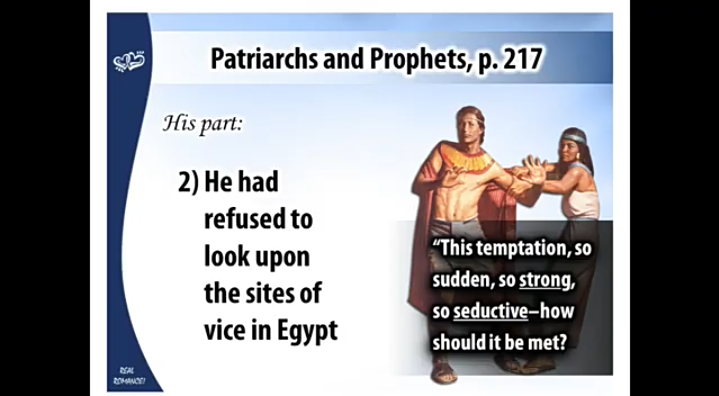 Patriarchs and Prophets, p. 217
His part:
2) He had
refused to
look upon
the sites of
vice in Egypt
“This temptation, so
sudden, so strong,
so seductive–how
should it be met?
REAL
ROMANCE!